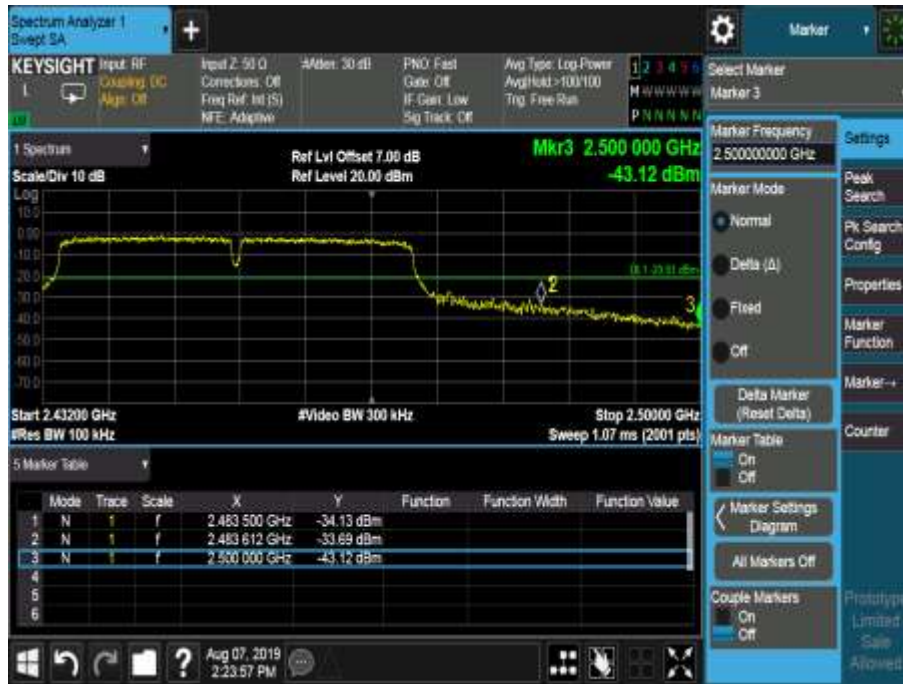 Spectrum Analyzer 1
Swept SA
+
Marker
KEYSIGHT Input: RF
Coupling: DC
Align: Off
Input Z: 50 Ω
Corrections: Off
Freq Ref: Int (S)
NFE: Adaptive
#Atten: 30 dB
PNO: Fast
Gate: Off
IF Gain: Low
Sig Track: Off
Avg Type: Log-Power
Avg|Hold:>100/100
Trig: Free Run
1 2 3 4 5 6
M W W W W W
P N N N N N
Select Marker
Marker 3
1 Spectrum
Scale/Div 10 dB
Ref Lvl Offset 7.00 dB
Ref Level 20.00 dBm
Mkr3 2.500 000 GHz
-43.12 dBm
Log
10.0
0.00
-10.0
-20.0
-30.0
-40.0
-50.0
-60.0
-70.0
2
3
Start 2.43200 GHz
#Res BW 100 kHz
#Video BW 300 kHz
Stop 2.50000 GHz
Sweep 1.07 ms (2001 pts)
5 Marker Table
Mode Trace Scale X Y Function Function Width Function Value
1 N 1 f 2.483 500 GHz -34.13 dBm
2 N 1 f 2.483 612 GHz -33.69 dBm
3 N 1 f 2.500 000 GHz -43.12 dBm
4
5
6
Marker Frequency
2.500000000 GHz
Marker Mode
Normal
Delta (Δ)
Fixed
Off
Delta Marker
(Reset Delta)
Marker Table
On
Off
Marker Settings
Diagram
All Markers Off
Couple Markers
On
Off
Settings
Peak
Search
Pk Search
Config
Properties
Marker
Function
Marker→
Counter
Prototype
Limited
Sale
Allowed
?
Aug 07, 2019
2:23:57 PM